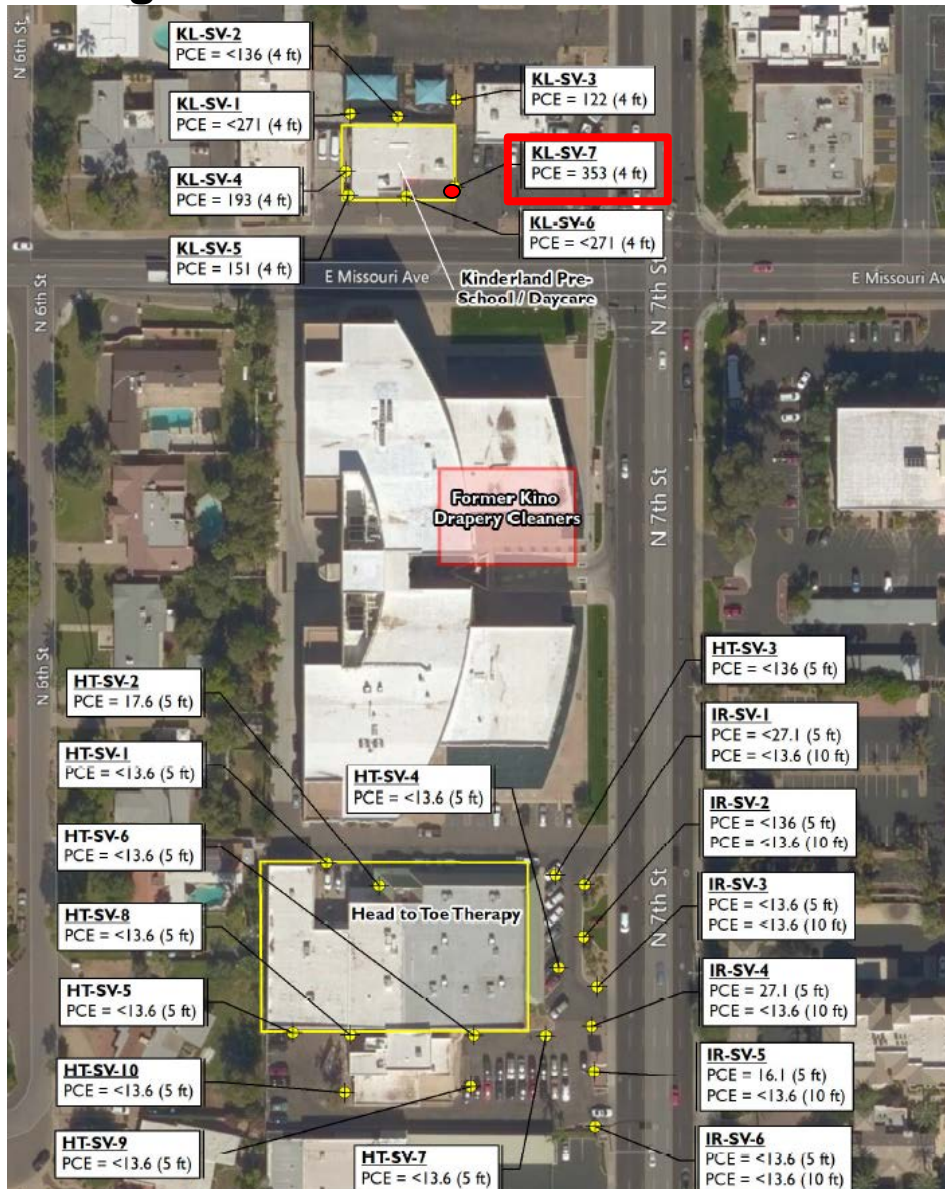 N 6th St
KL-SV-2
PCE = <136 (4 ft)
KL-SV-3
PCE = 122 (4 ft)
KL-SV-1
PCE = <271 (4 ft)
KL-SV-7
PCE = 353 (4 ft)
KL-SV-4
PCE = 193 (4 ft)
KL-SV-6
PCE = <271 (4 ft)
KL-SV-5
PCE = 151 (4 ft)
E Missouri Ave
Kinderland Pre-
School / Daycare
N 7th St
E Missouri Av
N 6th St
Former Kino
Drapery Cleaners
N 7th St
N 6th St
HT-SV-3
PCE = <136 (5 ft)
HT-SV-2
PCE = 17.6 (5 ft)
IR-SV-1
PCE = <27.1 (5 ft)
PCE = <13.6 (10 ft)
HT-SV-1
PCE = <13.6 (5 ft)
HT-SV-4
PCE = <13.6 (5 ft)
IR-SV-2
PCE = <136 (5 ft)
PCE = <13.6 (10 ft)
HT-SV-6
PCE = <13.6 (5 ft)
N 7th St
IR-SV-3
PCE = <13.6 (5 ft)
PCE = <13.6 (10 ft)
HT-SV-8
PCE = <13.6 (5 ft)
Head to Toe Therapy
IR-SV-4
PCE = 27.1 (5 ft)
PCE = <13.6 (10 ft)
HT-SV-5
PCE = <13.6 (5 ft)
IR-SV-5
PCE = 16.1 (5 ft)
PCE = <13.6 (10 ft)
HT-SV-10
PCE = <13.6 (5 ft)
HT-SV-9
PCE = <13.6 (5 ft)
HT-SV-7
PCE = <13.6 (5 ft)
IR-SV-6
PCE = <13.6 (5 ft)
PCE = <13.6 (10 ft)